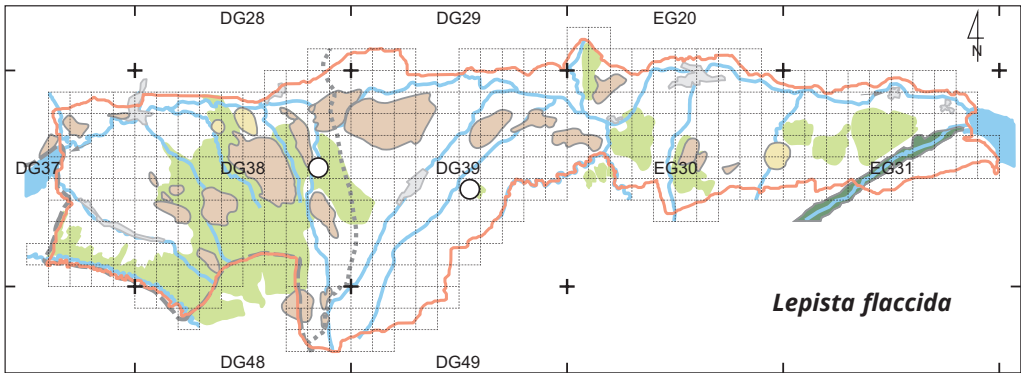 DG28 DG29 EG20
N
DG37 DG38 DG39 EG30 EG31
Lepista flaccida
DG48 DG49